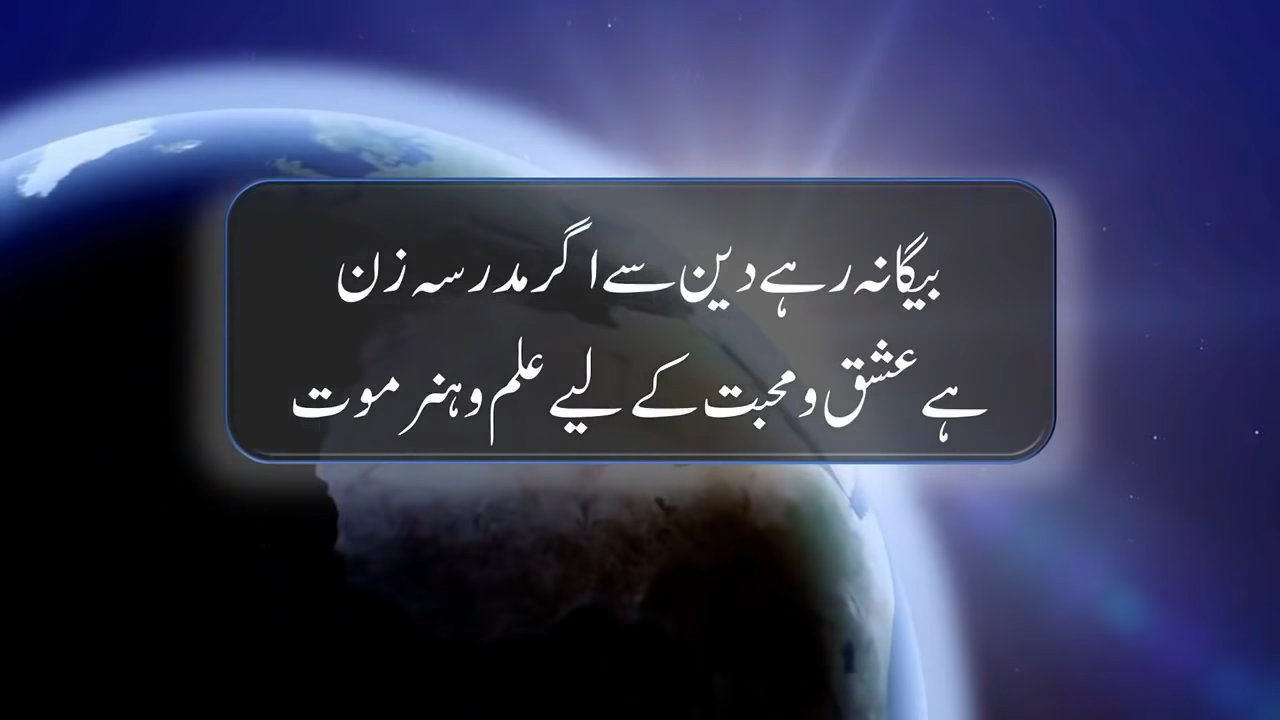 بیگانہ رہے دین سے اگر مدرسہ زن
ہے عشق و محبت کے لیے علم و ہنر موت